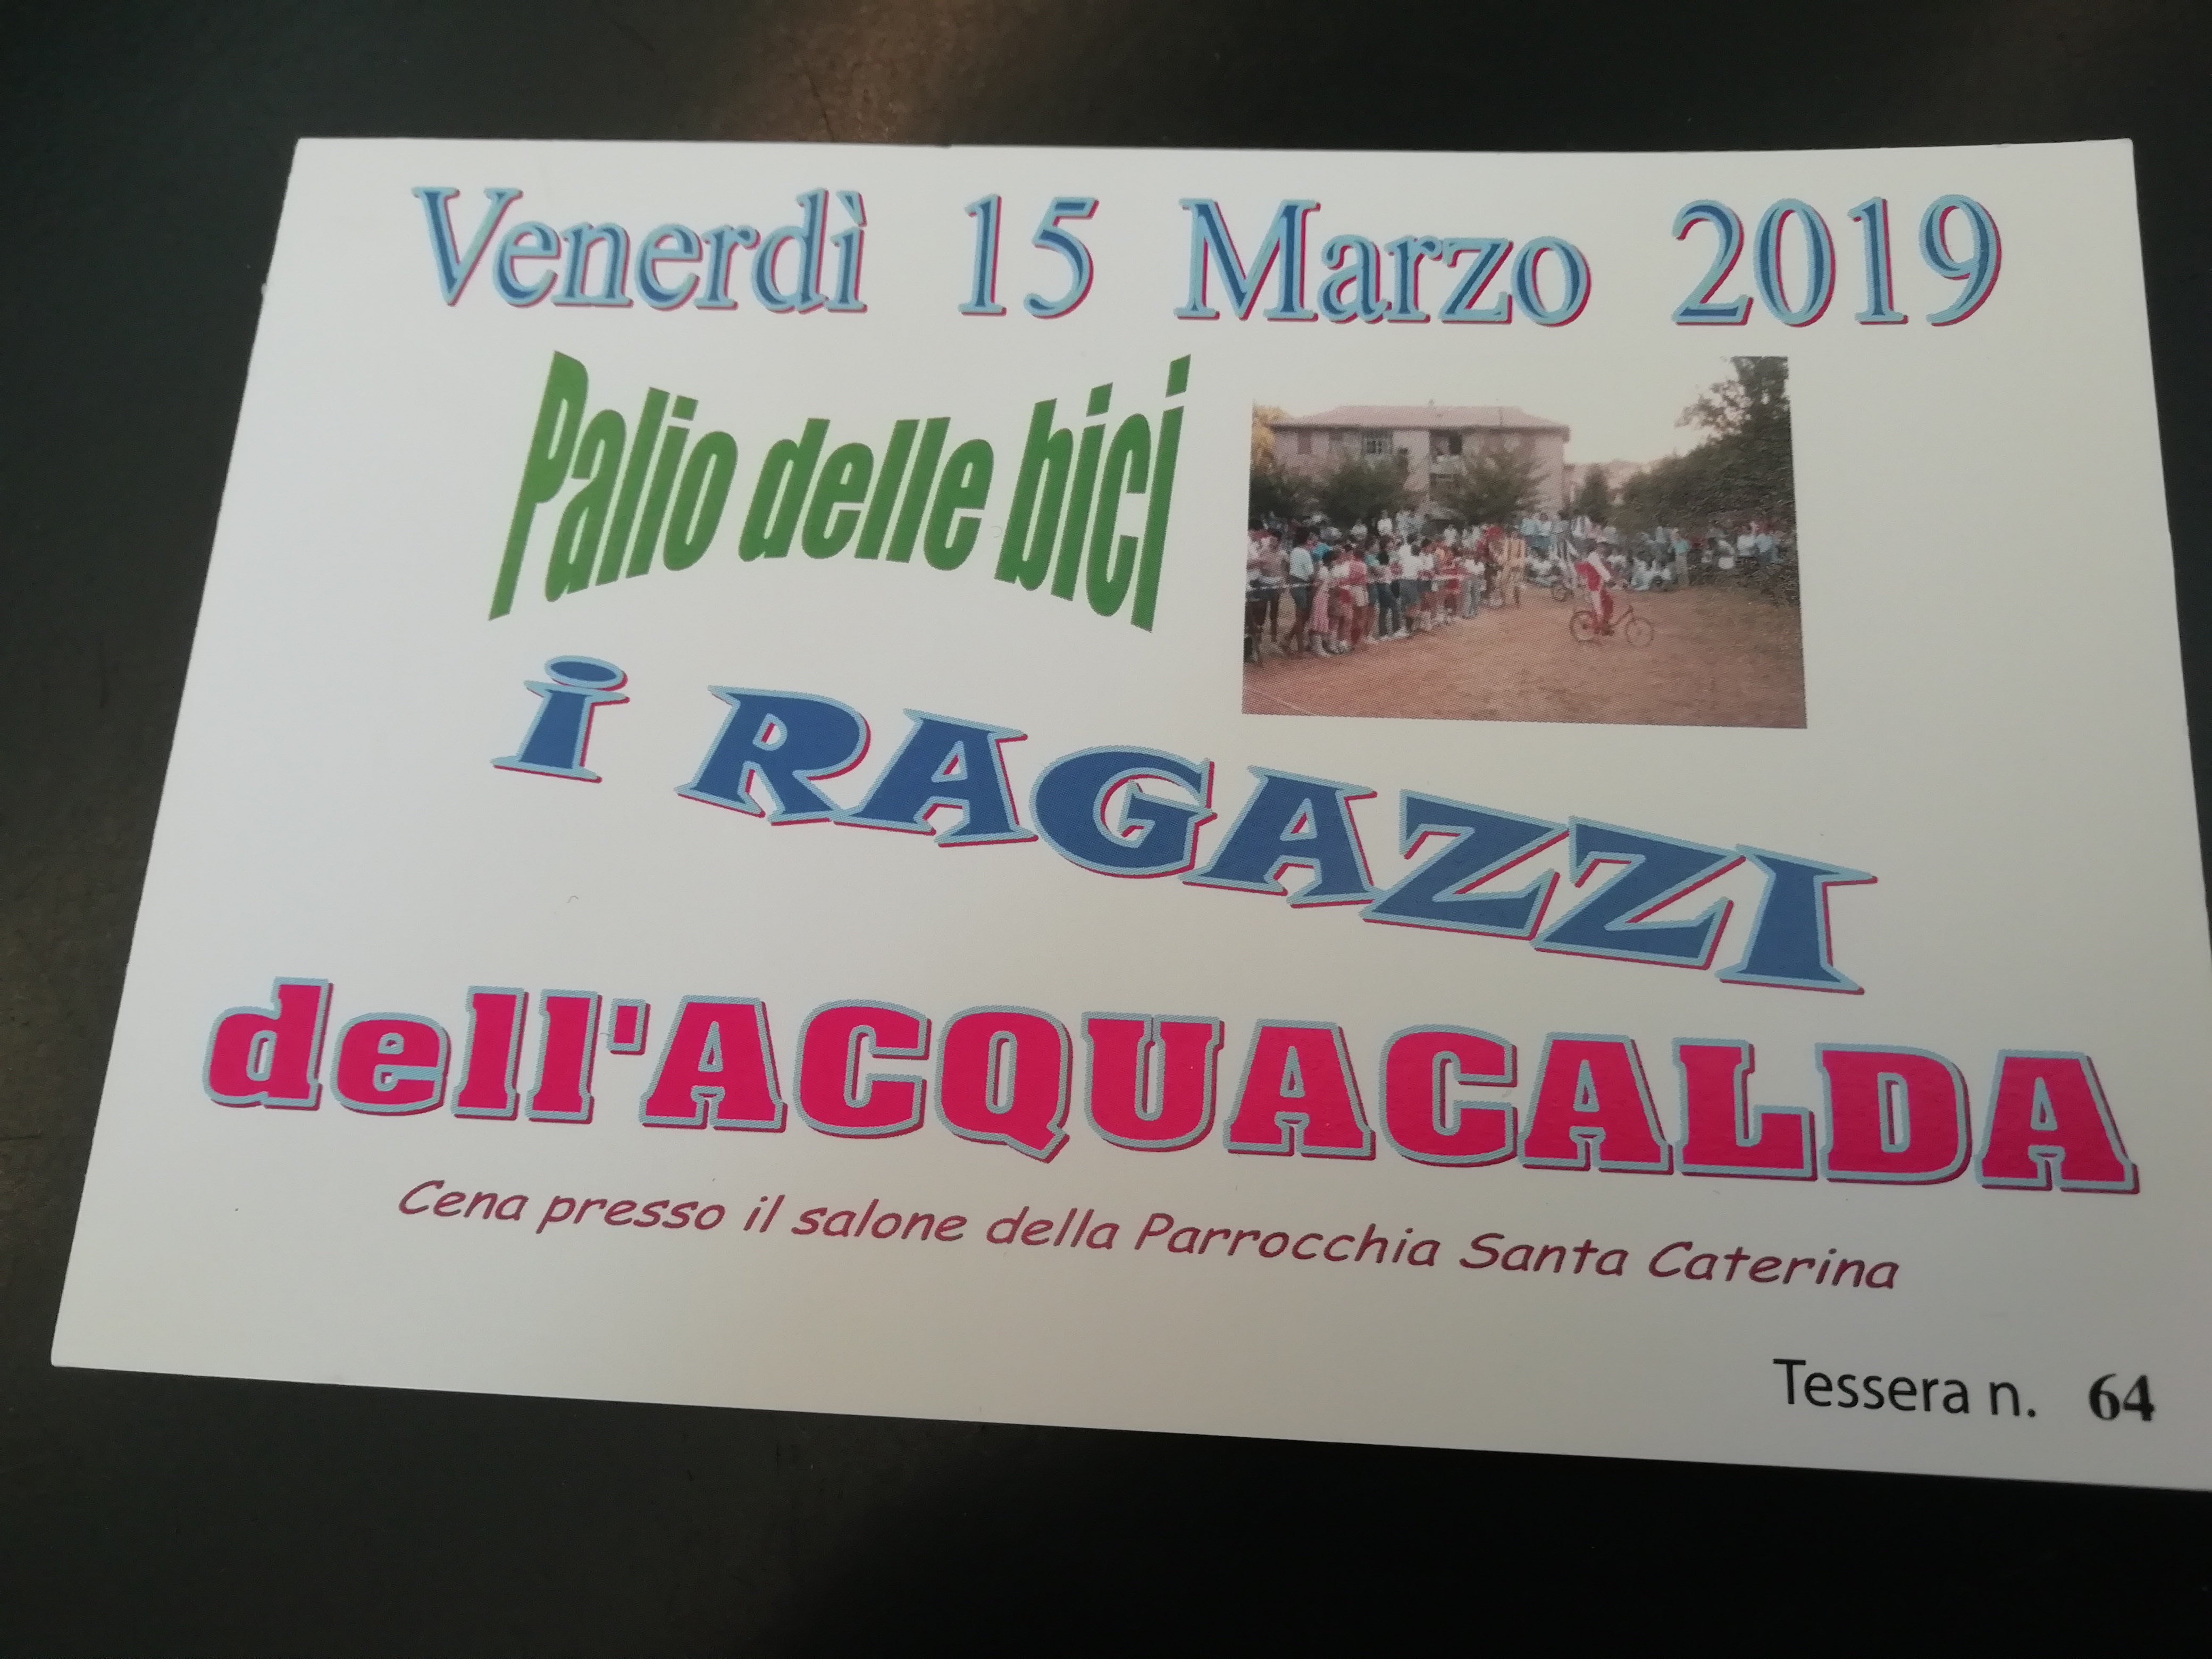 Venerdì 15 Marzo 2019
Palio delle bici
i RAGAZZI
dell'ACQUACALDA
Cena presso il salone della Parrocchia Santa Caterina
Tessera n. 64